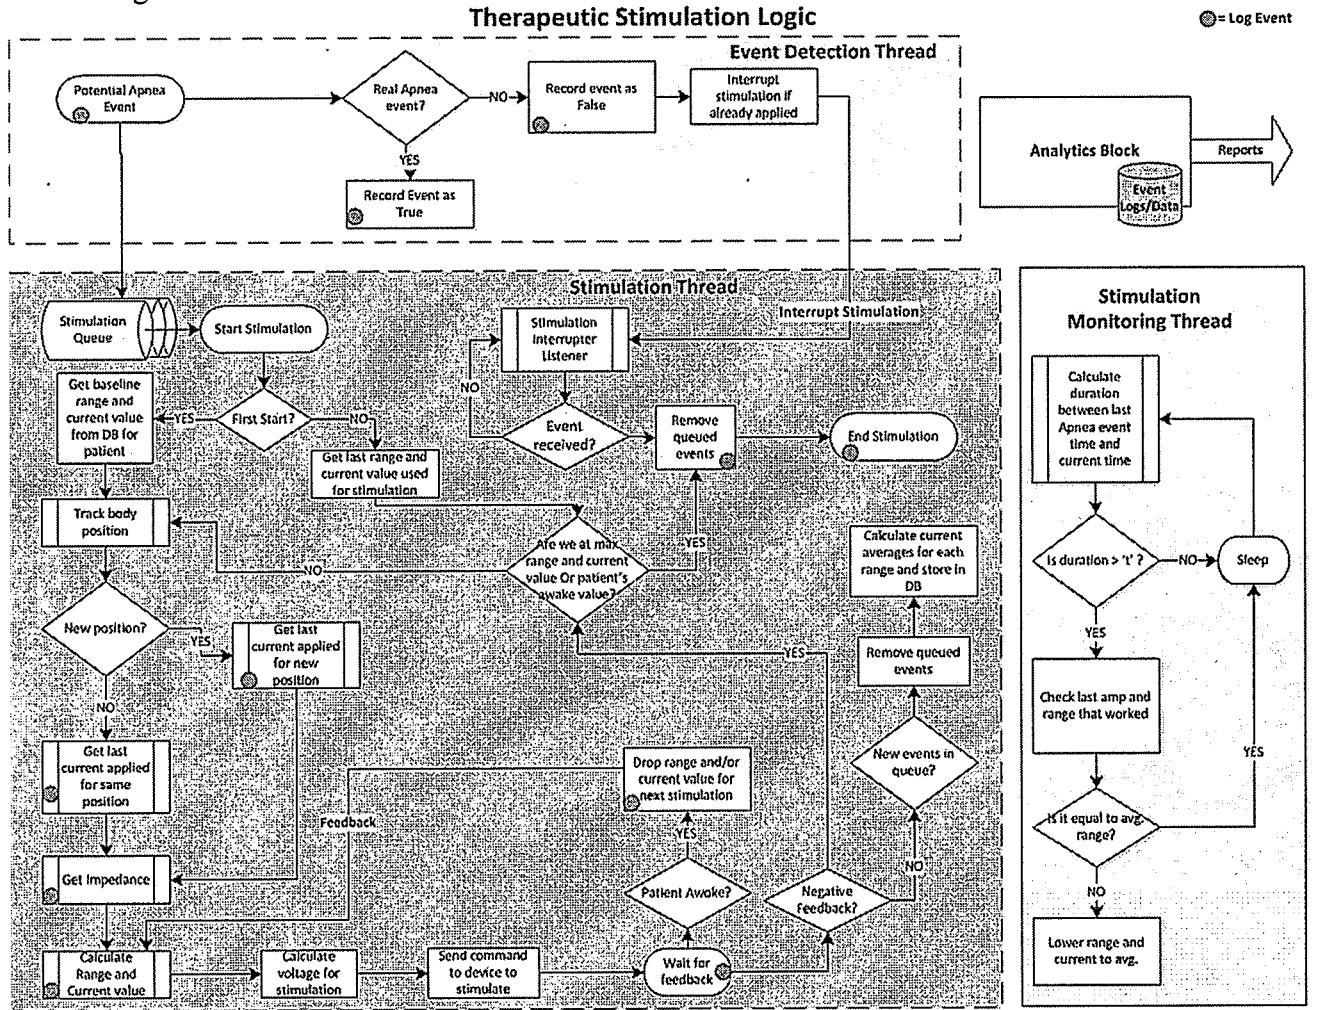 Therapeutic Stimulation Logic
= Log Event
Event Detection Thread
Potential Apnea
Event
Real Apnea
event?
NO
Record event as
False
Interrupt
stimulation if
already applied
YES
Record Event as
True
Analytics Block
Event
Logs/Data
Reports
Stimulation Thread
Stimulation
Queue
Start Stimulation
Stimulation
Interrupter
Listener
Interrupt Stimulation
Get baseline
range and
current value
from DB for
patient
YES
First Start?
NO
Get last range and
current value used
for stimulation
NO
Event
received?
Remove
queued
events
End Stimulation
Track body
position
NO
Are we at max
range and current
value Or patient's
awake value?
YES
Calculate current
averages for each
range and store in
DB
New position?
YES
Get last
current applied
for new
position
YES
Remove queued
events
NO
Get last
current applied
for same
position
Feedback
Drop range and/or
current value for
next stimulation
New events in
queue?
YES
NO
Get Impedance
Patient Awoke?
Negative
Feedback?
Calculate
Range and
Current value
Calculate
voltage for
stimulation
Send command
to device to
stimulate
Wait for
feedback
Stimulation
Monitoring Thread
Calculate
duration
between last
Apnea event
time and
current time
Is duration > 't' ?
NO
Sleep
YES
Check last amp and
range that worked
YES
Is it equal to avg.
range?
NO
Lower range and
current to avg.